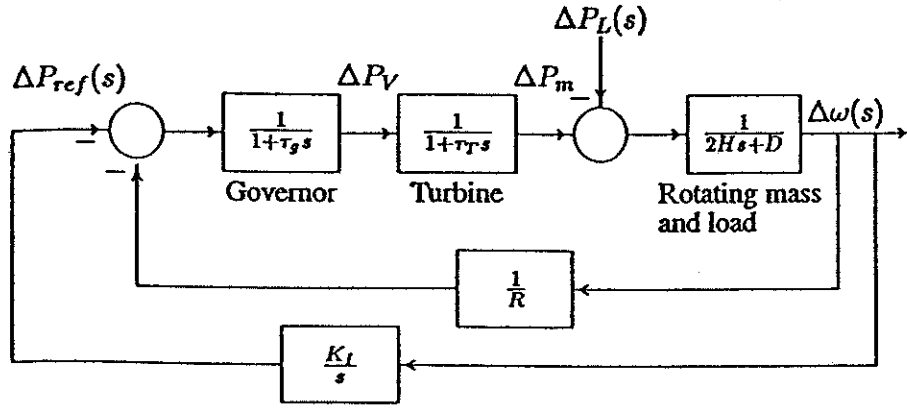 ΔP_L(s)
ΔP_ref(s)
ΔP_V
ΔP_m
Δω(s)
−
−
−
1/(1+τ_g s)
1/(1+τ_T s)
1/(2Hs+D)
Governor
Turbine
Rotating mass
and load
1/R
K_I/s